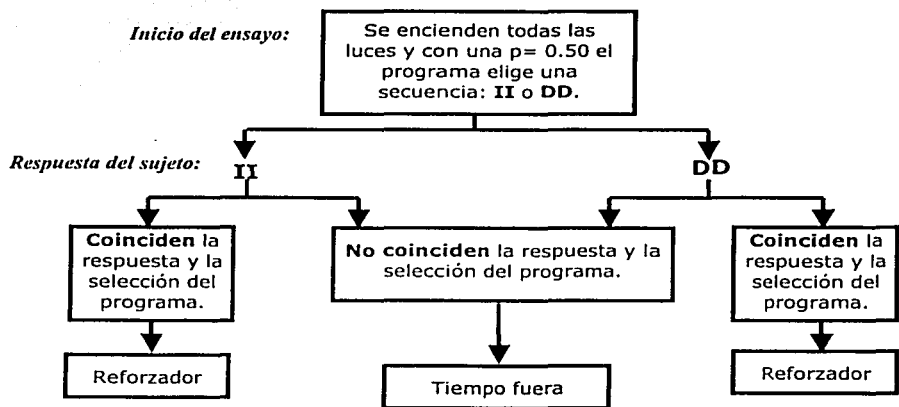 Inicio del ensayo:
Se encienden todas las
luces y con una p= 0.50 el
programa elige una
secuencia: II o DD.
Respuesta del sujeto:
II
DD
Coinciden la
respuesta y la
selección del
programa.
No coinciden la respuesta y la
selección del programa.
Coinciden la
respuesta y la
selección del
programa.
Reforzador
Tiempo fuera
Reforzador